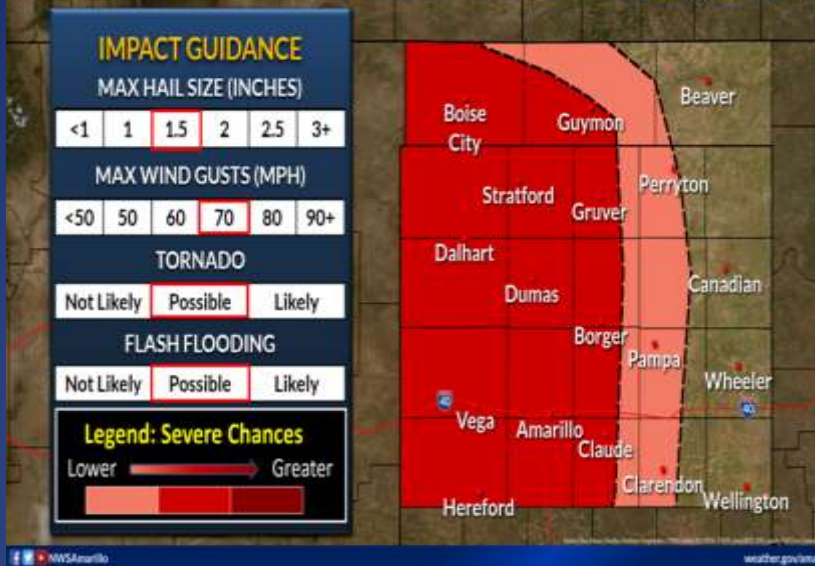 IMPACT GUIDANCE
MAX HAIL SIZE (INCHES)
<1 1 1.5 2 2.5 3+
MAX WIND GUSTS (MPH)
<50 50 60 70 80 90+
TORNADO
Not Likely Possible Likely
FLASH FLOODING
Not Likely Possible Likely
Legend: Severe Chances
Lower Greater
Beaver
Boise
City
Guymon
Perryton
Stratford
Gruver
Dalhart
Canadian
Dumas
Borger
Pampa
Wheeler
40
40
Vega
Amarillo
Claude
Clarendon
Wellington
Hereford
NWSAmarillo
weather.gov/ama